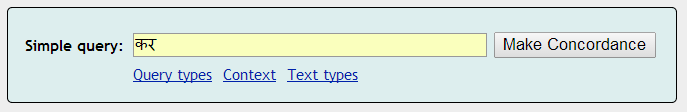 Simple query: कर Make Concordance
Query types Context Text types